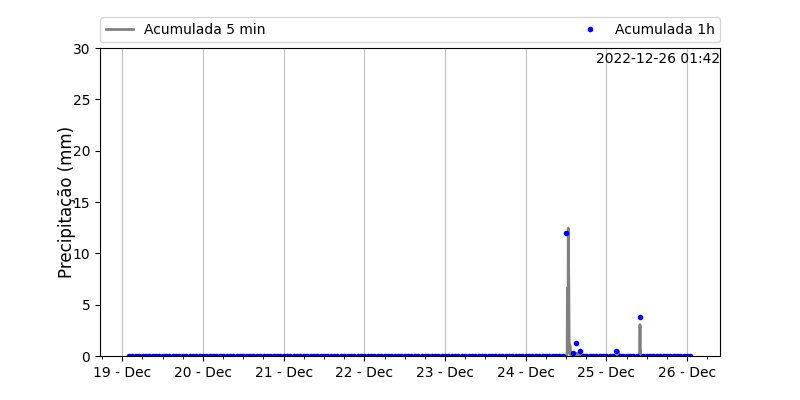 Acumulada 5 min
Acumulada 1h
2022-12-26 01:42
Precipitação (mm)
30
25
20
15
10
5
0
19 - Dec
20 - Dec
21 - Dec
22 - Dec
23 - Dec
24 - Dec
25 - Dec
26 - Dec